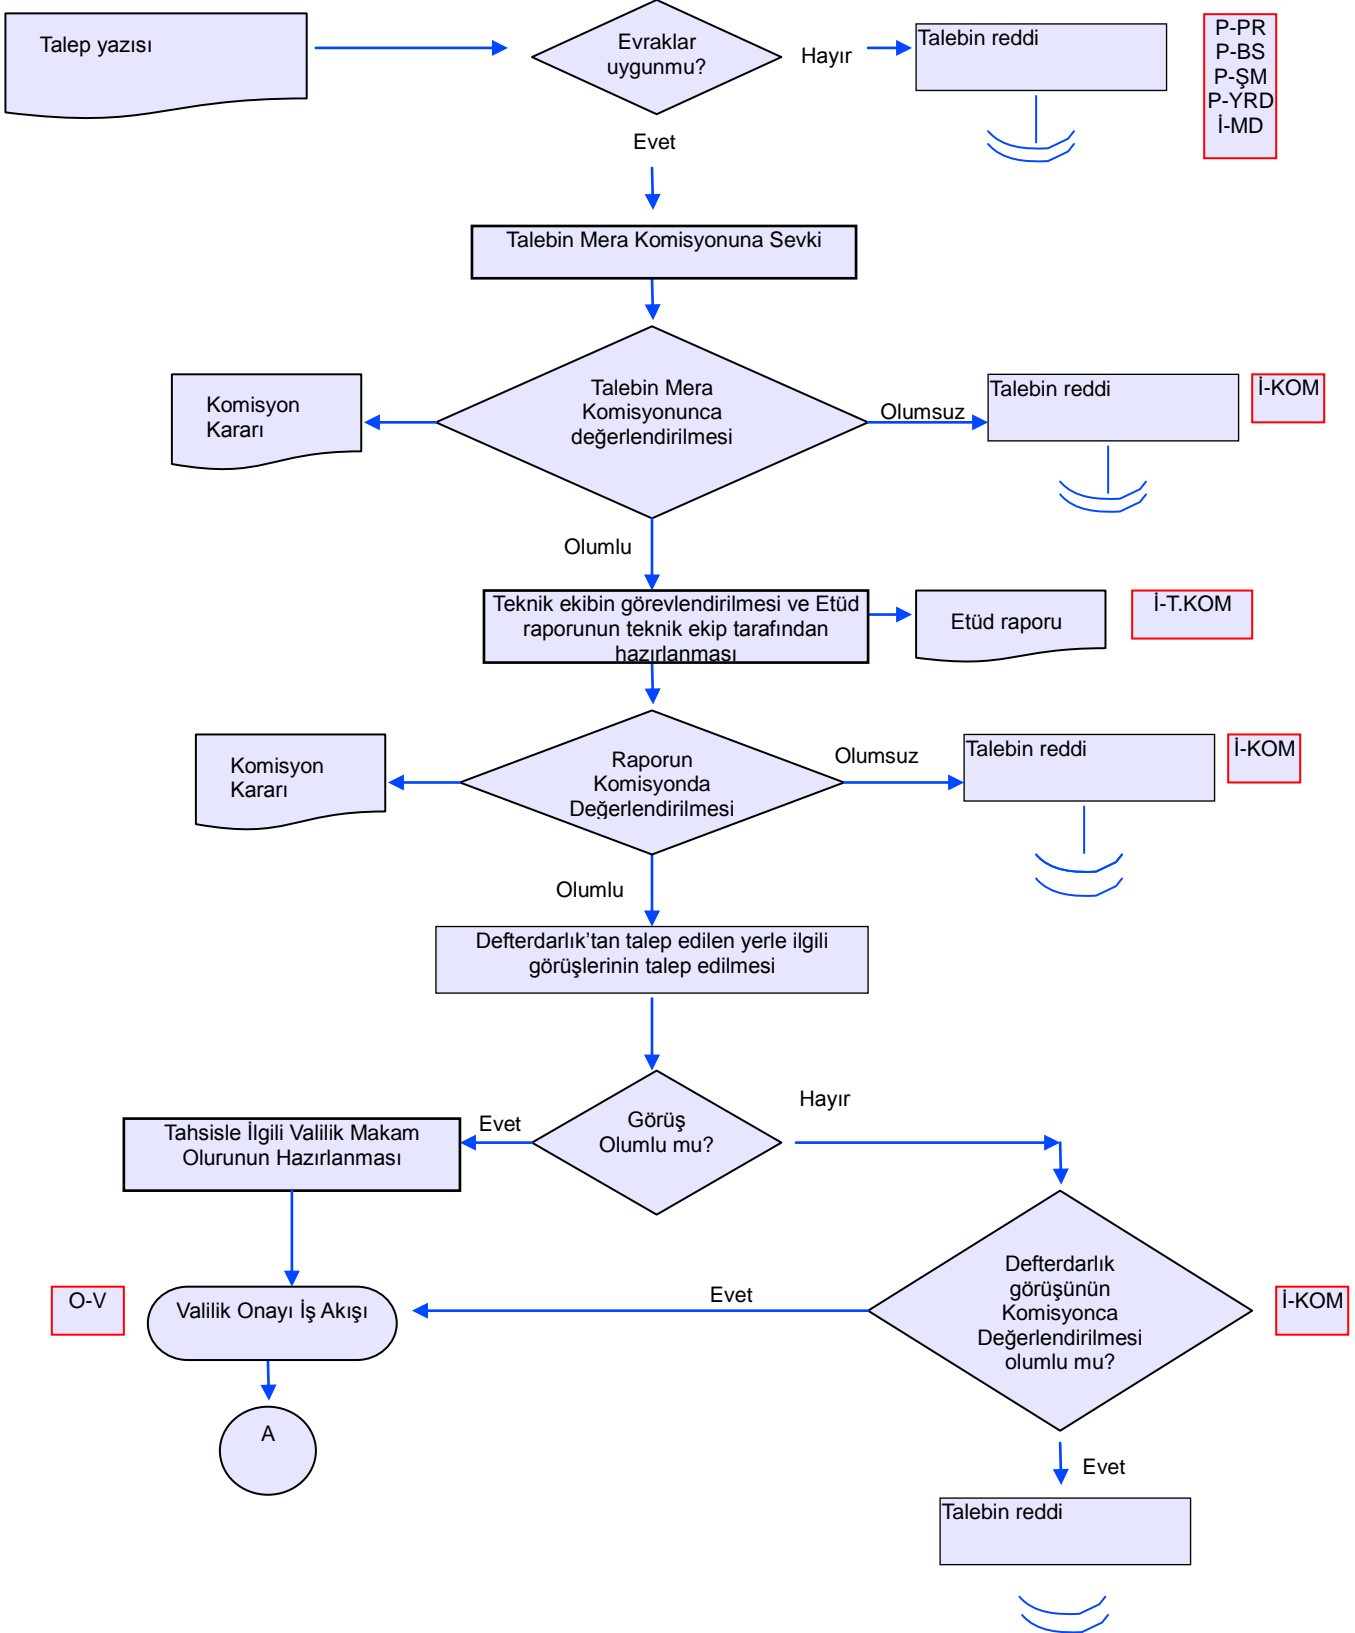 Talep yazısı
Evraklar
uygunmu?
Hayır
Talebin reddi
P-PR
P-BS
P-ŞM
P-YRD
İ-MD
Evet
Talebin Mera Komisyonuna Sevki
Talebin Mera
Komisyonunca
değerlendirilmesi
Komisyon
Kararı
Olumsuz
Talebin reddi
İ-KOM
Olumlu
Teknik ekibin görevlendirilmesi ve Etüd
raporunun teknik ekip tarafından
hazırlanması
Etüd raporu
İ-T.KOM
Raporun
Komisyonda
Değerlendirilmesi
Komisyon
Kararı
Olumsuz
Talebin reddi
İ-KOM
Olumlu
Defterdarlık’tan talep edilen yerle ilgili
görüşlerinin talep edilmesi
Görüş
Olumlu mu?
Hayır
Evet
Tahsisle İlgili Valilik Makam
Olurunun Hazırlanması
Defterdarlık
görüşünün
Komisyonca
Değerlendirilmesi
olumlu mu?
İ-KOM
Evet
O-V
Valilik Onayı İş Akışı
A
Evet
Talebin reddi